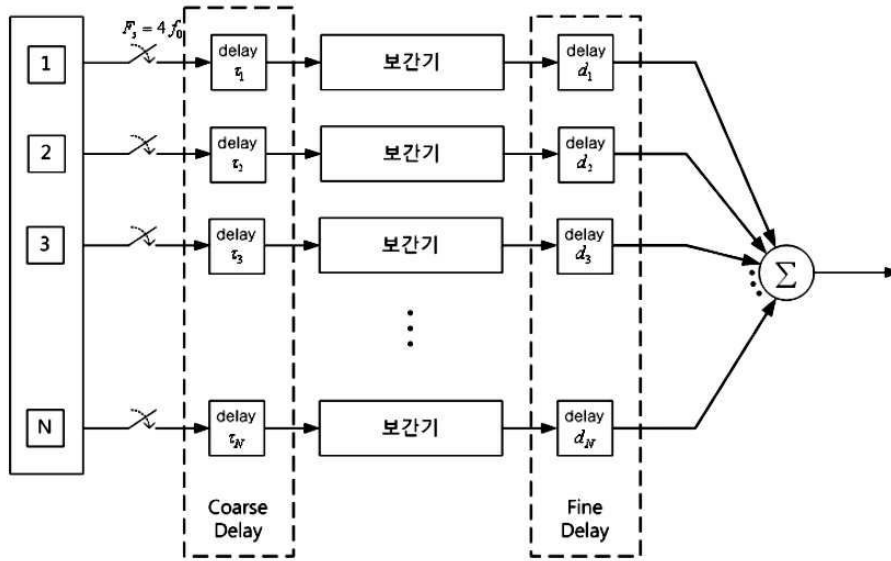 F_s = 4 f_0
1
delay
τ_1
보간기
delay
d_1
2
delay
τ_2
보간기
delay
d_2
3
delay
τ_3
보간기
delay
d_3
Σ
N
delay
τ_N
보간기
delay
d_N
Coarse
Delay
Fine
Delay